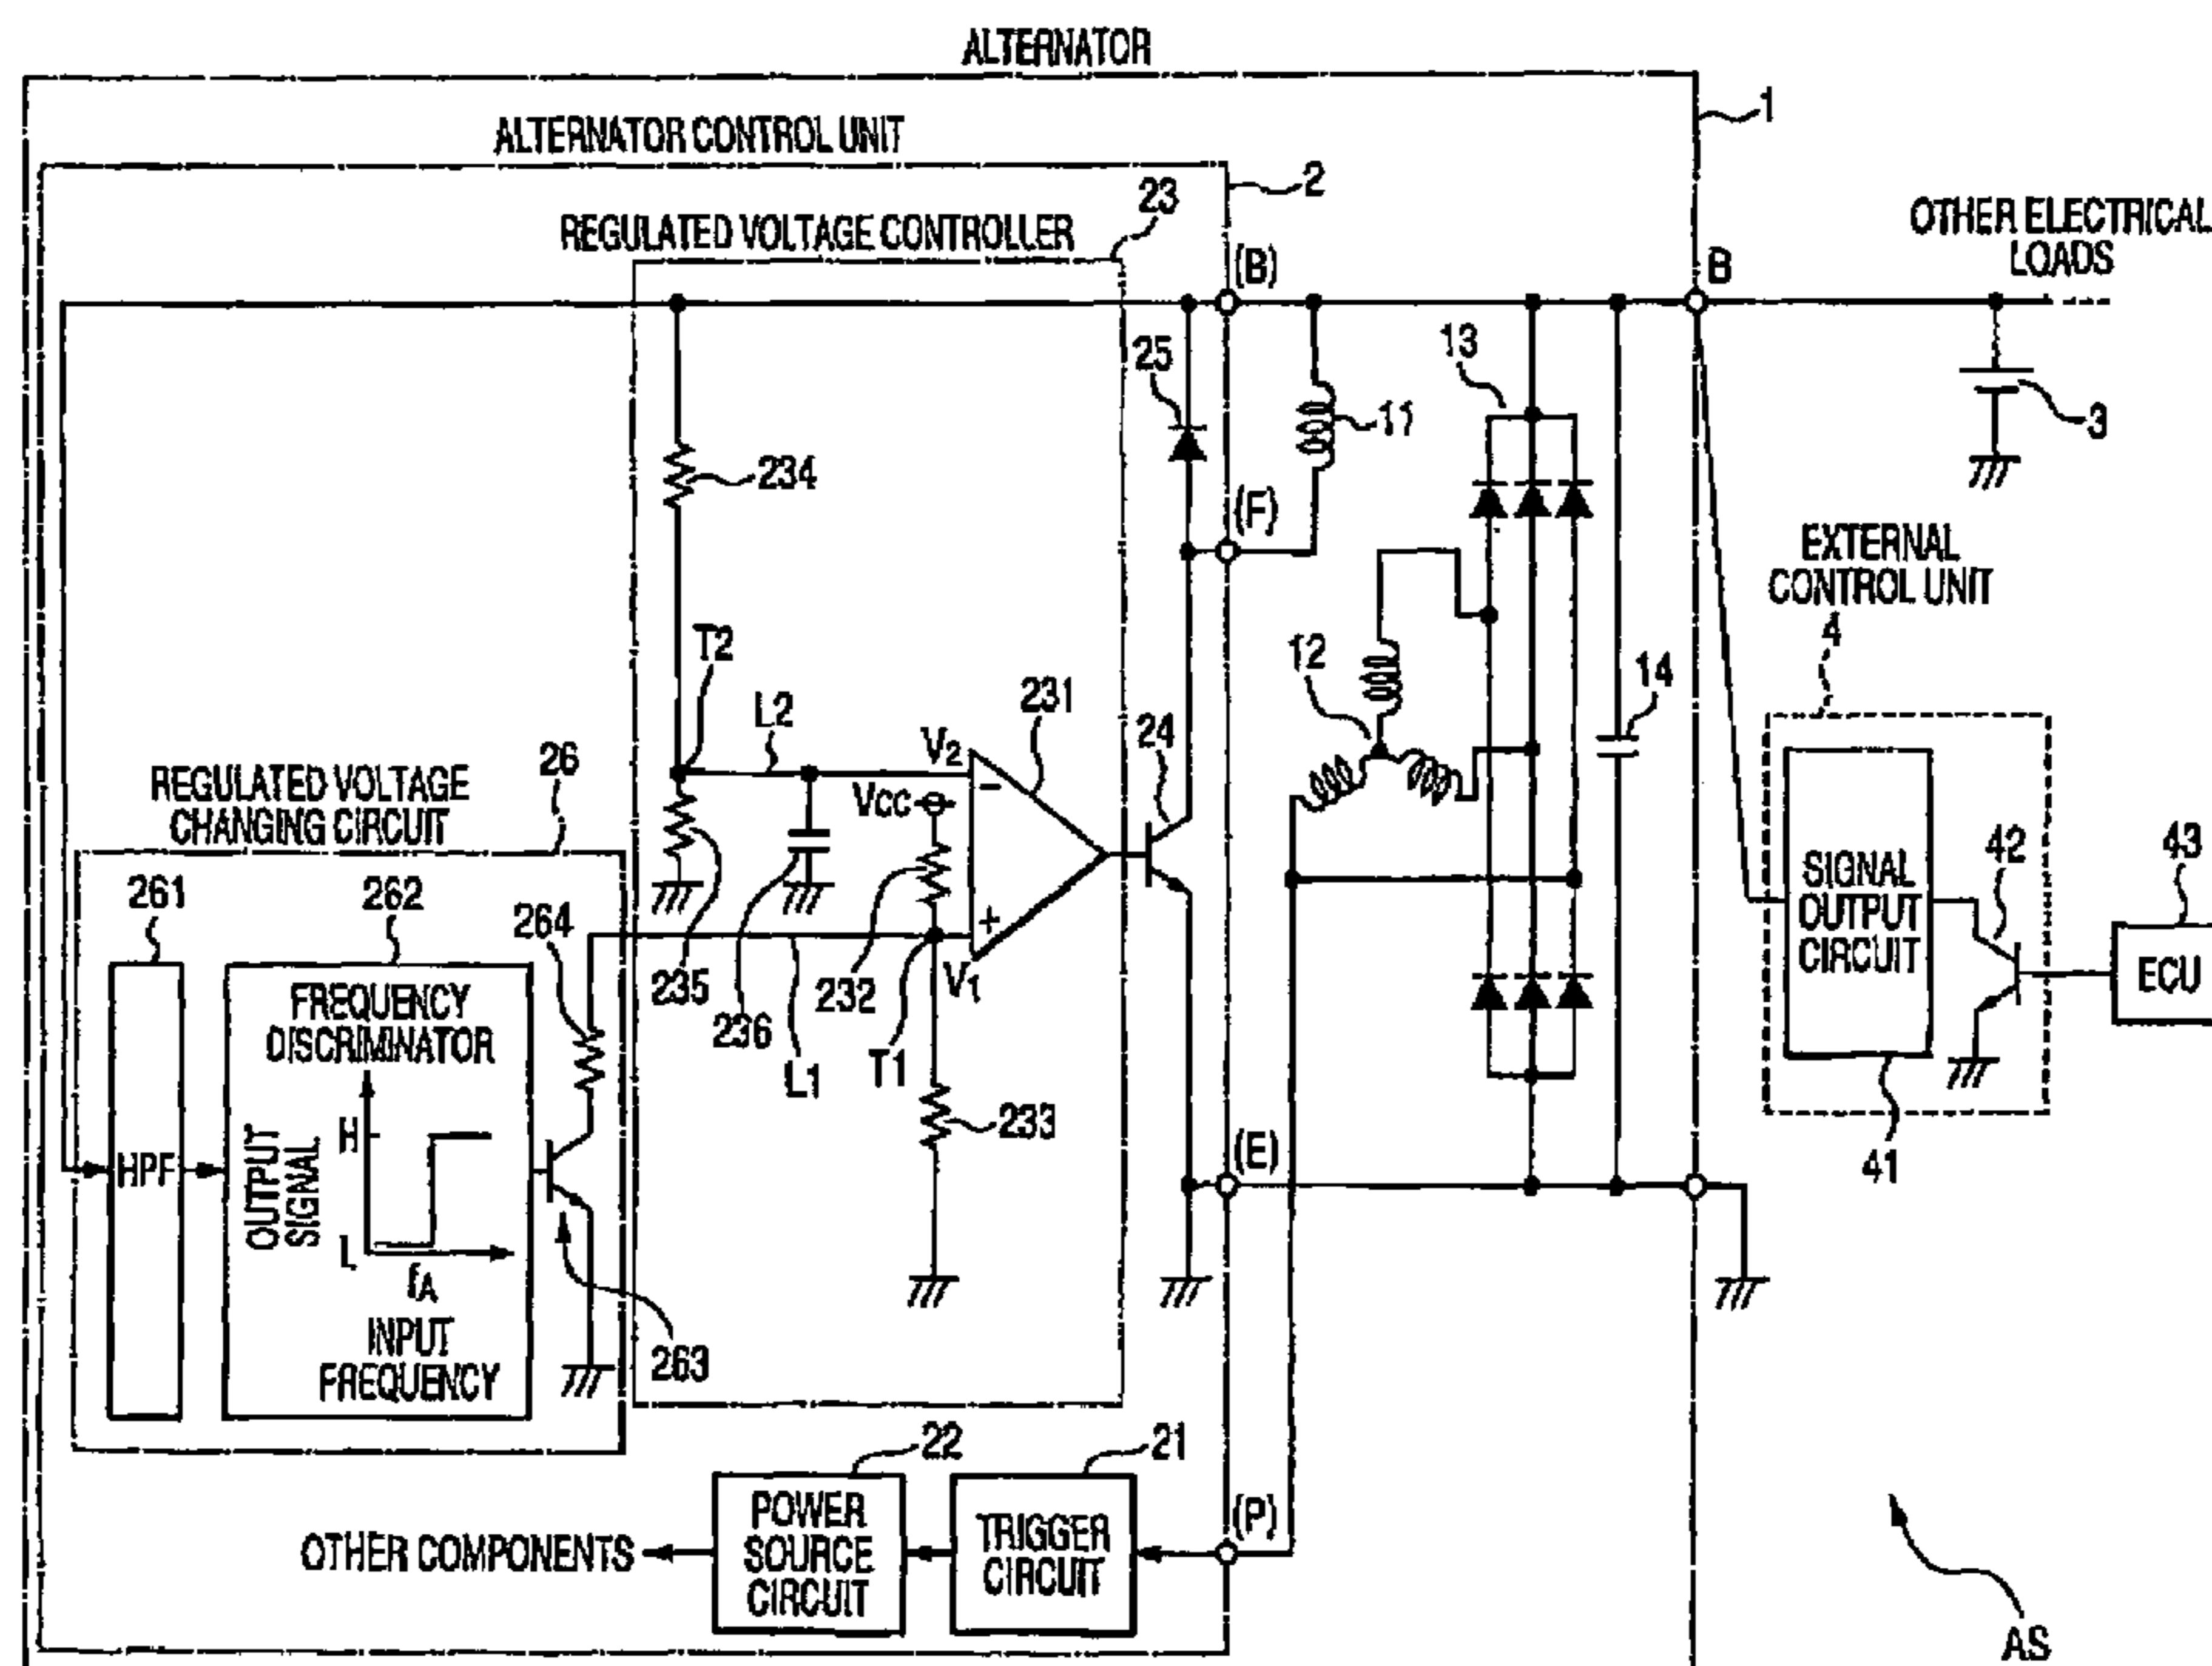 ALTERNATOR
1
ALTERNATOR CONTROL UNIT
2
23
REGULATED VOLTAGE CONTROLLER
(B)
B
OTHER ELECTRICAL
LOADS
25
11
13
3
234
(F)
EXTERNAL
CONTROL UNIT
4
T2
12
14
231
L2
V2
24
Vcc
REGULATED VOLTAGE
CHANGING CIRCUIT
26
261
262
264
235
236
232
V1
L1
T1
SIGNAL
OUTPUT
CIRCUIT
42
43
ECU
41
FREQUENCY
DISCRIMINATOR
HPF
OUTPUT
SIGNAL
H
L
fA
INPUT
FREQUENCY
263
233
(E)
22
21
(P)
OTHER COMPONENTS
POWER
SOURCE
CIRCUIT
TRIGGER
CIRCUIT
AS